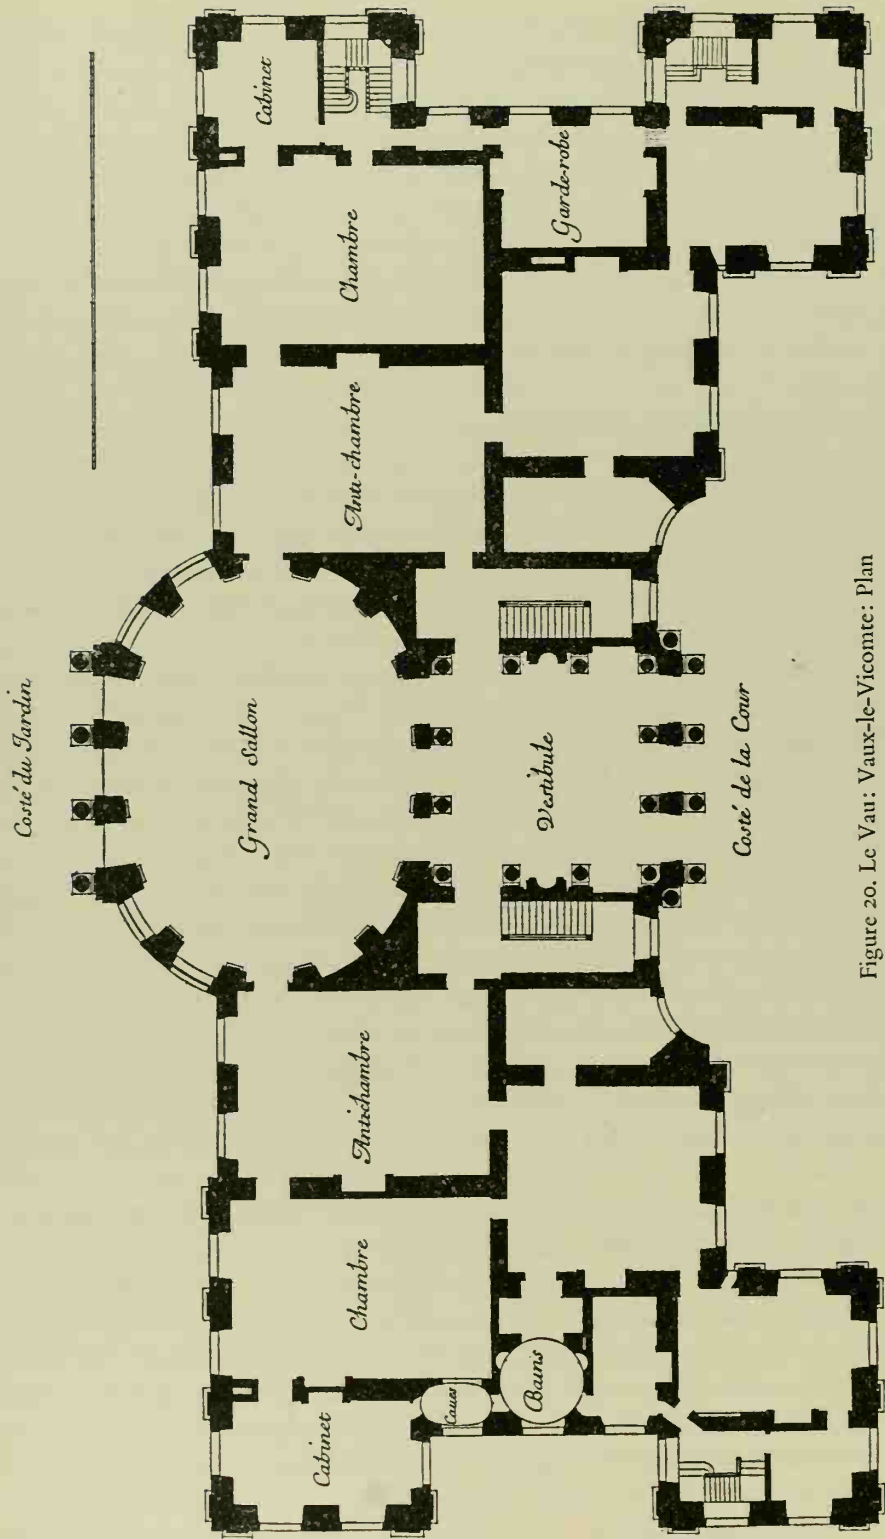 Costé du Jardin
Cabinet
Chambre
Antichambre
Grand Sallon
Anti-chambre
Chambre
Cabinet
Bains
Vestibule
Garde-robe
Costé de la Cour
Figure 20. Le Vau: Vaux-le-Vicomte: Plan